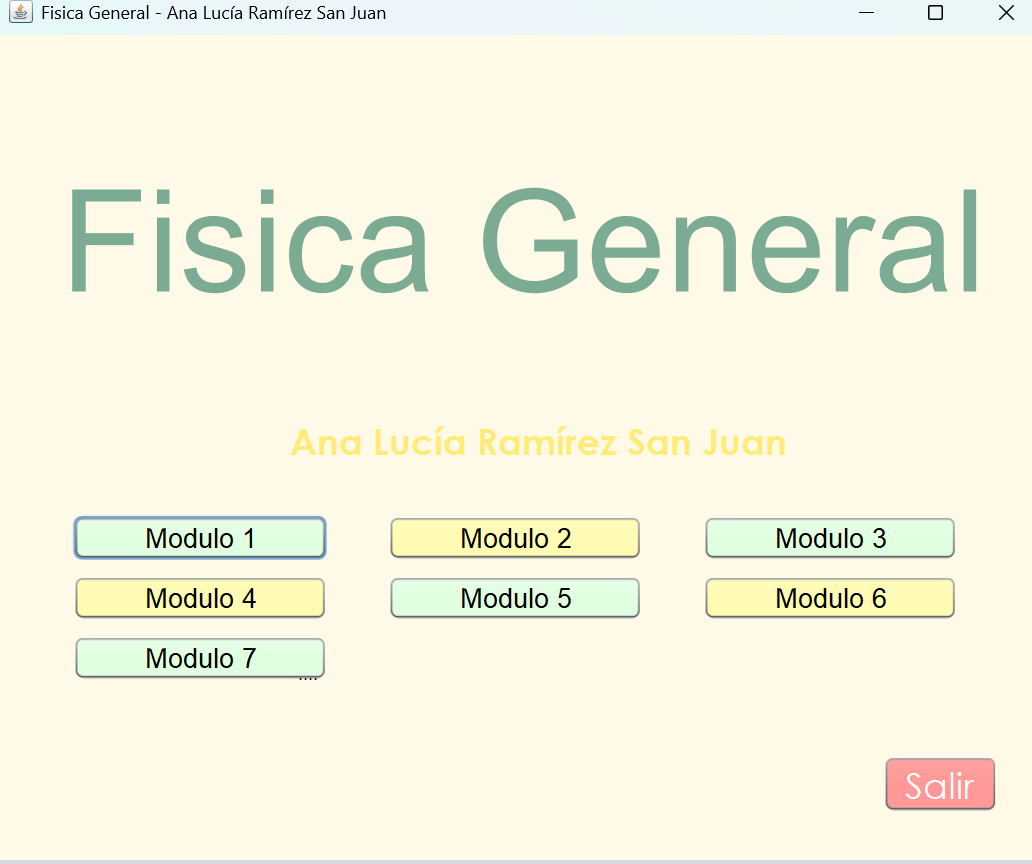 Fisica General - Ana Lucía Ramírez San Juan
Fisica General
Ana Lucía Ramírez San Juan
Modulo 1 Modulo 2 Modulo 3
Modulo 4 Modulo 5 Modulo 6
Modulo 7
....
Salir